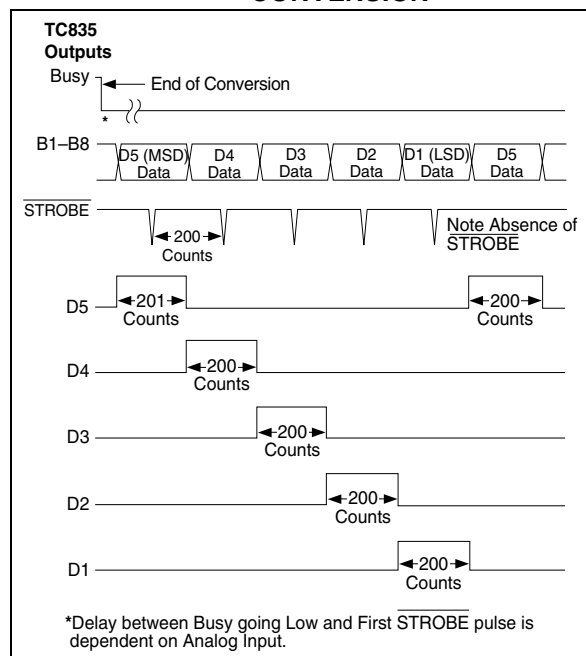 CONVERSION
TC835
Outputs
Busy
End of Conversion
*
B1–B8
D5 (MSD) Data
D4 Data
D3 Data
D2 Data
D1 (LSD) Data
D5 Data
STROBE
200 Counts
Note Absence of
STROBE
D5
201 Counts
200 Counts
D4
200 Counts
D3
200 Counts
D2
200 Counts
D1
200 Counts
*Delay between Busy going Low and First STROBE pulse is
dependent on Analog Input.